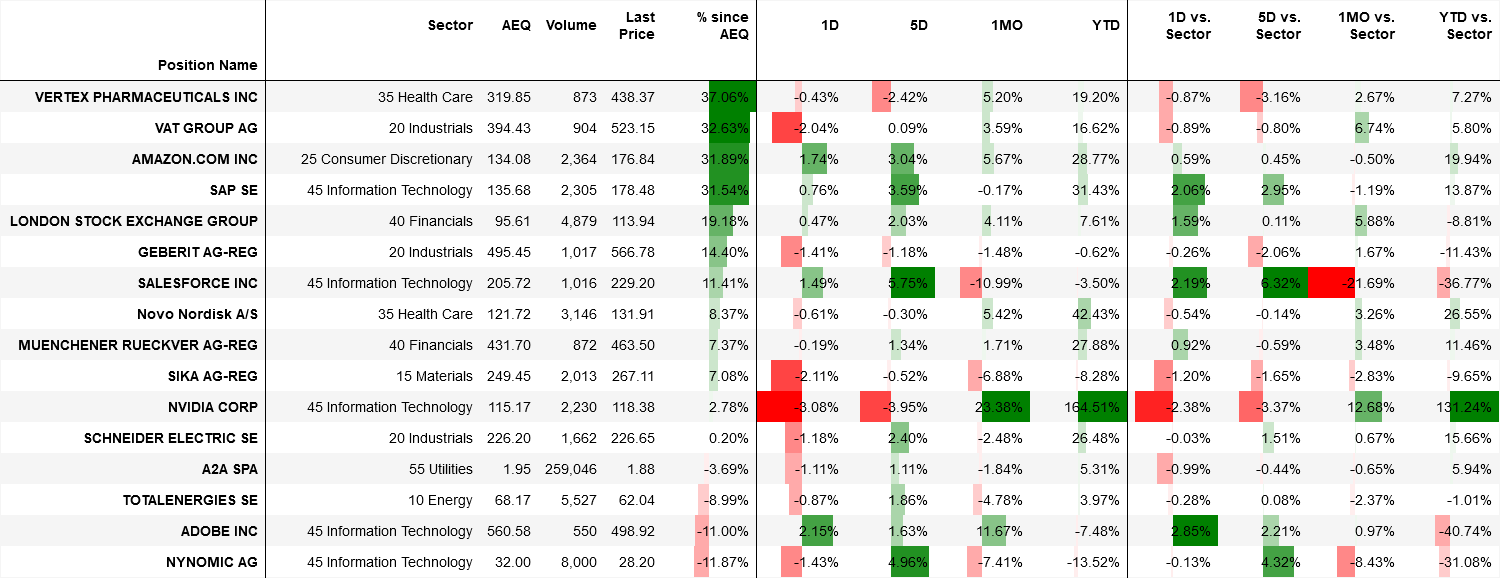 Sector AEQ Volume Last Price % since AEQ 1D 5D 1MO YTD 1D vs. Sector 5D vs. Sector 1MO vs. Sector YTD vs. Sector
Position Name
VERTEX PHARMACEUTICALS INC 35 Health Care 319.85 873 438.37 37.06% -0.43% -2.42% 5.20% 19.20% -0.87% -3.16% 2.67% 7.27%
VAT GROUP AG 20 Industrials 394.43 904 523.15 32.63% -2.04% 0.09% 3.59% 16.62% -0.89% -0.80% 6.74% 5.80%
AMAZON.COM INC 25 Consumer Discretionary 134.08 2,364 176.84 31.89% 1.74% 3.04% 5.67% 28.77% 0.59% 0.45% -0.50% 19.94%
SAP SE 45 Information Technology 135.68 2,305 178.48 31.54% 0.76% 3.59% -0.17% 31.43% 2.06% 2.95% -1.19% 13.87%
LONDON STOCK EXCHANGE GROUP 40 Financials 95.61 4,879 113.94 19.18% 0.47% 2.03% 4.11% 7.61% 1.59% 0.11% 5.88% -8.81%
GEBERIT AG-REG 20 Industrials 495.45 1,017 566.78 14.40% -1.41% -1.18% -1.48% -0.62% -0.26% -2.06% 1.67% -11.43%
SALESFORCE INC 45 Information Technology 205.72 1,016 229.20 11.41% 1.49% 5.75% -10.99% -3.50% 2.19% 6.32% -21.69% -36.77%
Novo Nordisk A/S 35 Health Care 121.72 3,146 131.91 8.37% -0.61% -0.30% 5.42% 42.43% -0.54% -0.14% 3.26% 26.55%
MUENCHENER RUECKVER AG-REG 40 Financials 431.70 872 463.50 7.37% -0.19% 1.34% 1.71% 27.88% 0.92% -0.59% 3.48% 11.46%
SIKA AG-REG 15 Materials 249.45 2,013 267.11 7.08% -2.11% -0.52% -6.88% -8.28% -1.20% -1.65% -2.83% -9.65%
NVIDIA CORP 45 Information Technology 115.17 2,230 118.38 2.78% -3.08% -3.95% 23.38% 164.51% -2.38% -3.37% 12.68% 131.24%
SCHNEIDER ELECTRIC SE 20 Industrials 226.20 1,662 226.65 0.20% -1.18% 2.40% -2.48% 26.48% -0.03% 1.51% 0.67% 15.66%
A2A SPA 55 Utilities 1.95 259,046 1.88 -3.69% -1.11% 1.11% -1.84% 5.31% -0.99% -0.44% -0.65% 5.94%
TOTALENERGIES SE 10 Energy 68.17 5,527 62.04 -8.99% -0.87% 1.86% -4.78% 3.97% -0.28% 0.08% -2.37% -1.01%
ADOBE INC 45 Information Technology 560.58 550 498.92 -11.00% 2.15% 1.63% 11.67% -7.48% 2.85% 2.21% 0.97% -40.74%
NYNOMIC AG 45 Information Technology 32.00 8,000 28.20 -11.87% -1.43% 4.96% -7.41% -13.52% -0.13% 4.32% -8.43% -31.08%